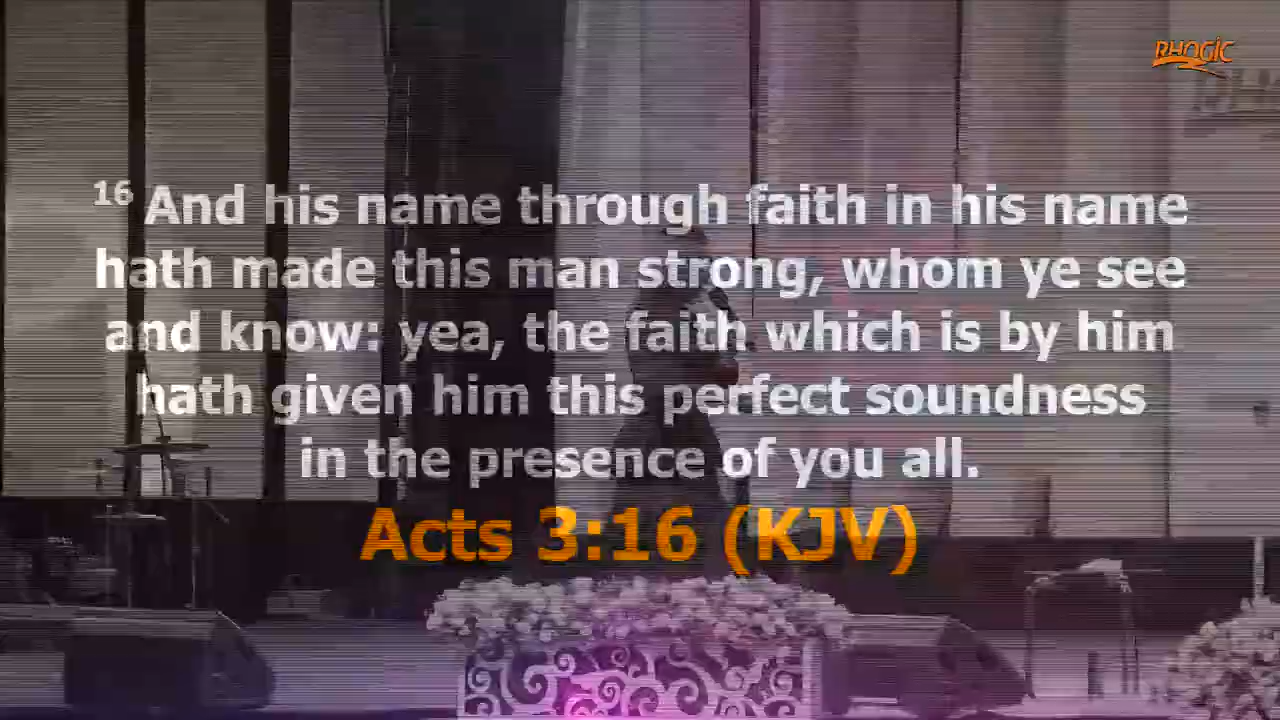 RHOGIC
16 And his name through faith in his name
hath made this man strong, whom ye see
and know: yea, the faith which is by him
hath given him this perfect soundness
in the presence of you all.
Acts 3:16 (KJV)